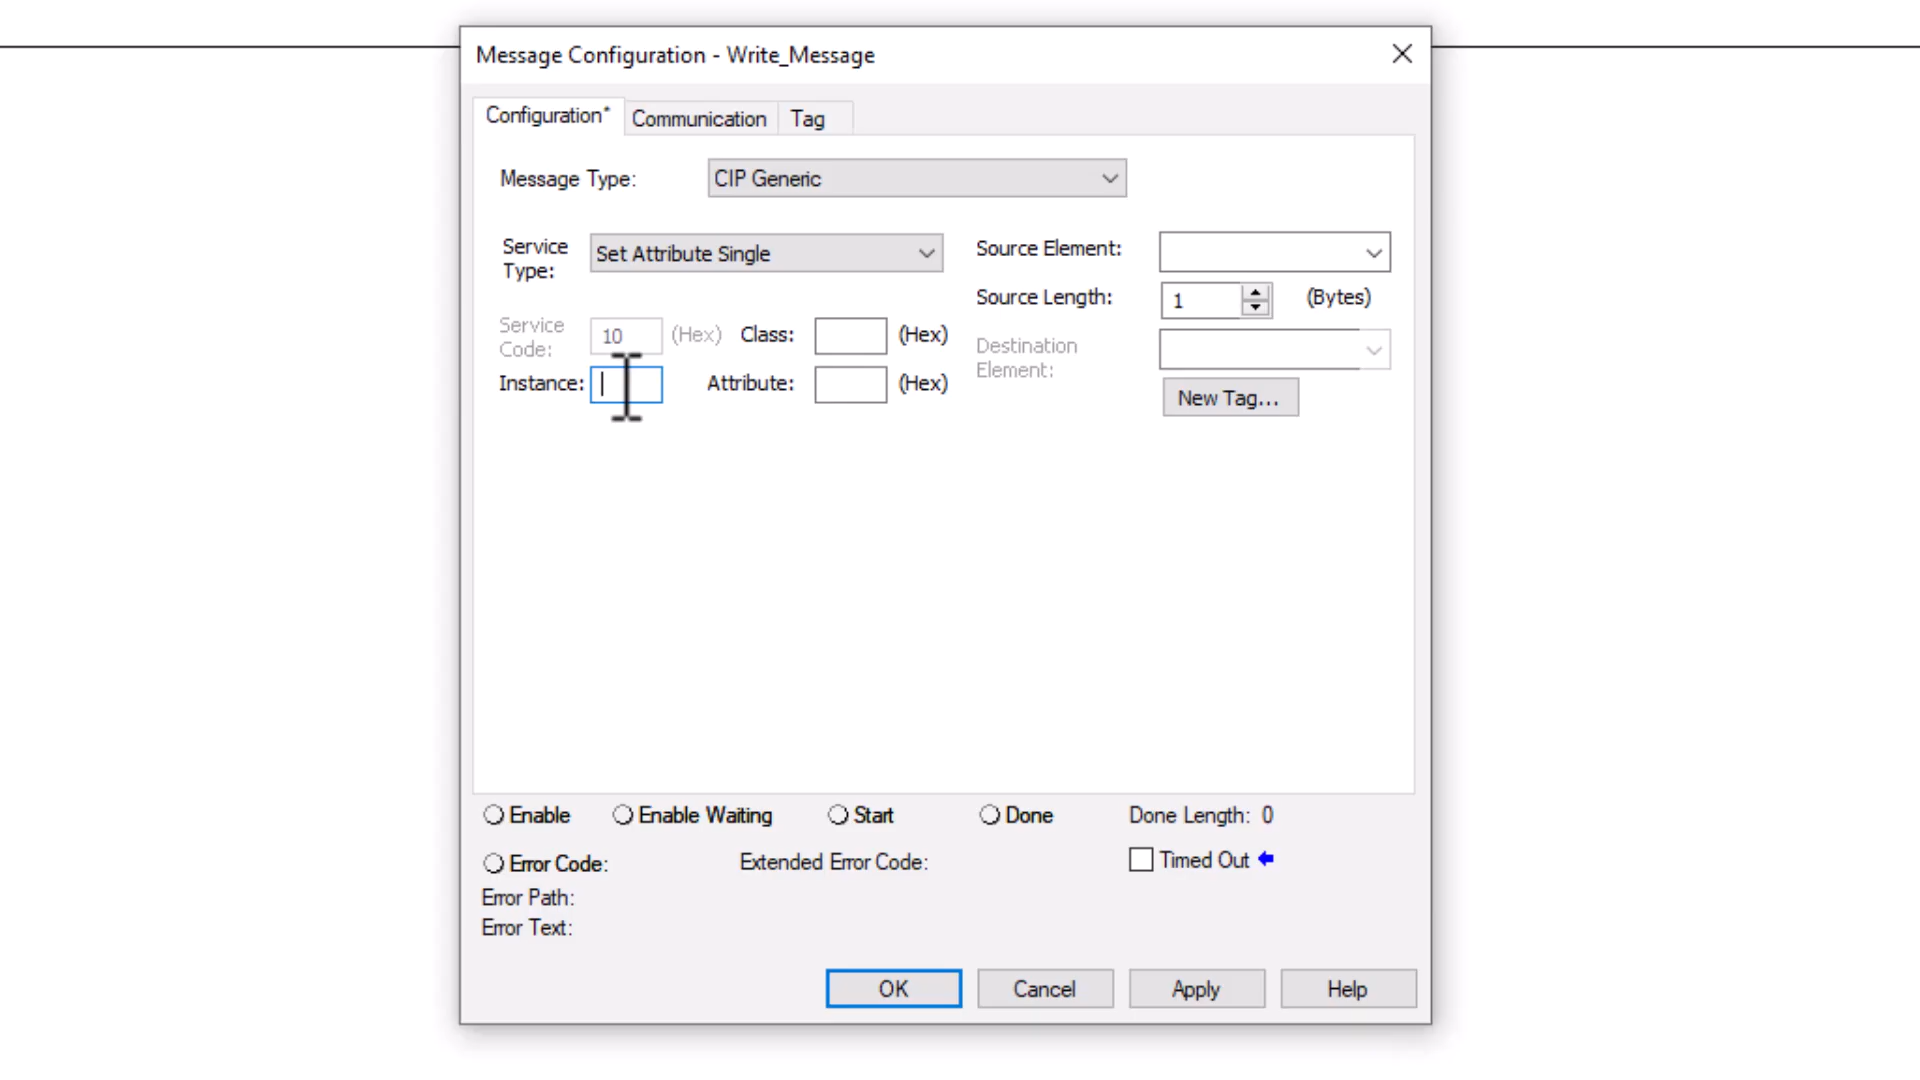 Message Configuration - Write_Message
Configuration* Communication Tag
Message Type: CIP Generic
Service Type: Set Attribute Single
Source Element:
Source Length: 1 (Bytes)
Service Code: 10 (Hex) Class: (Hex)
Destination Element:
Instance: Attribute: (Hex)
New Tag...
Enable Enable Waiting Start Done Done Length: 0
Error Code: Extended Error Code: Timed Out
Error Path:
Error Text:
OK Cancel Apply Help